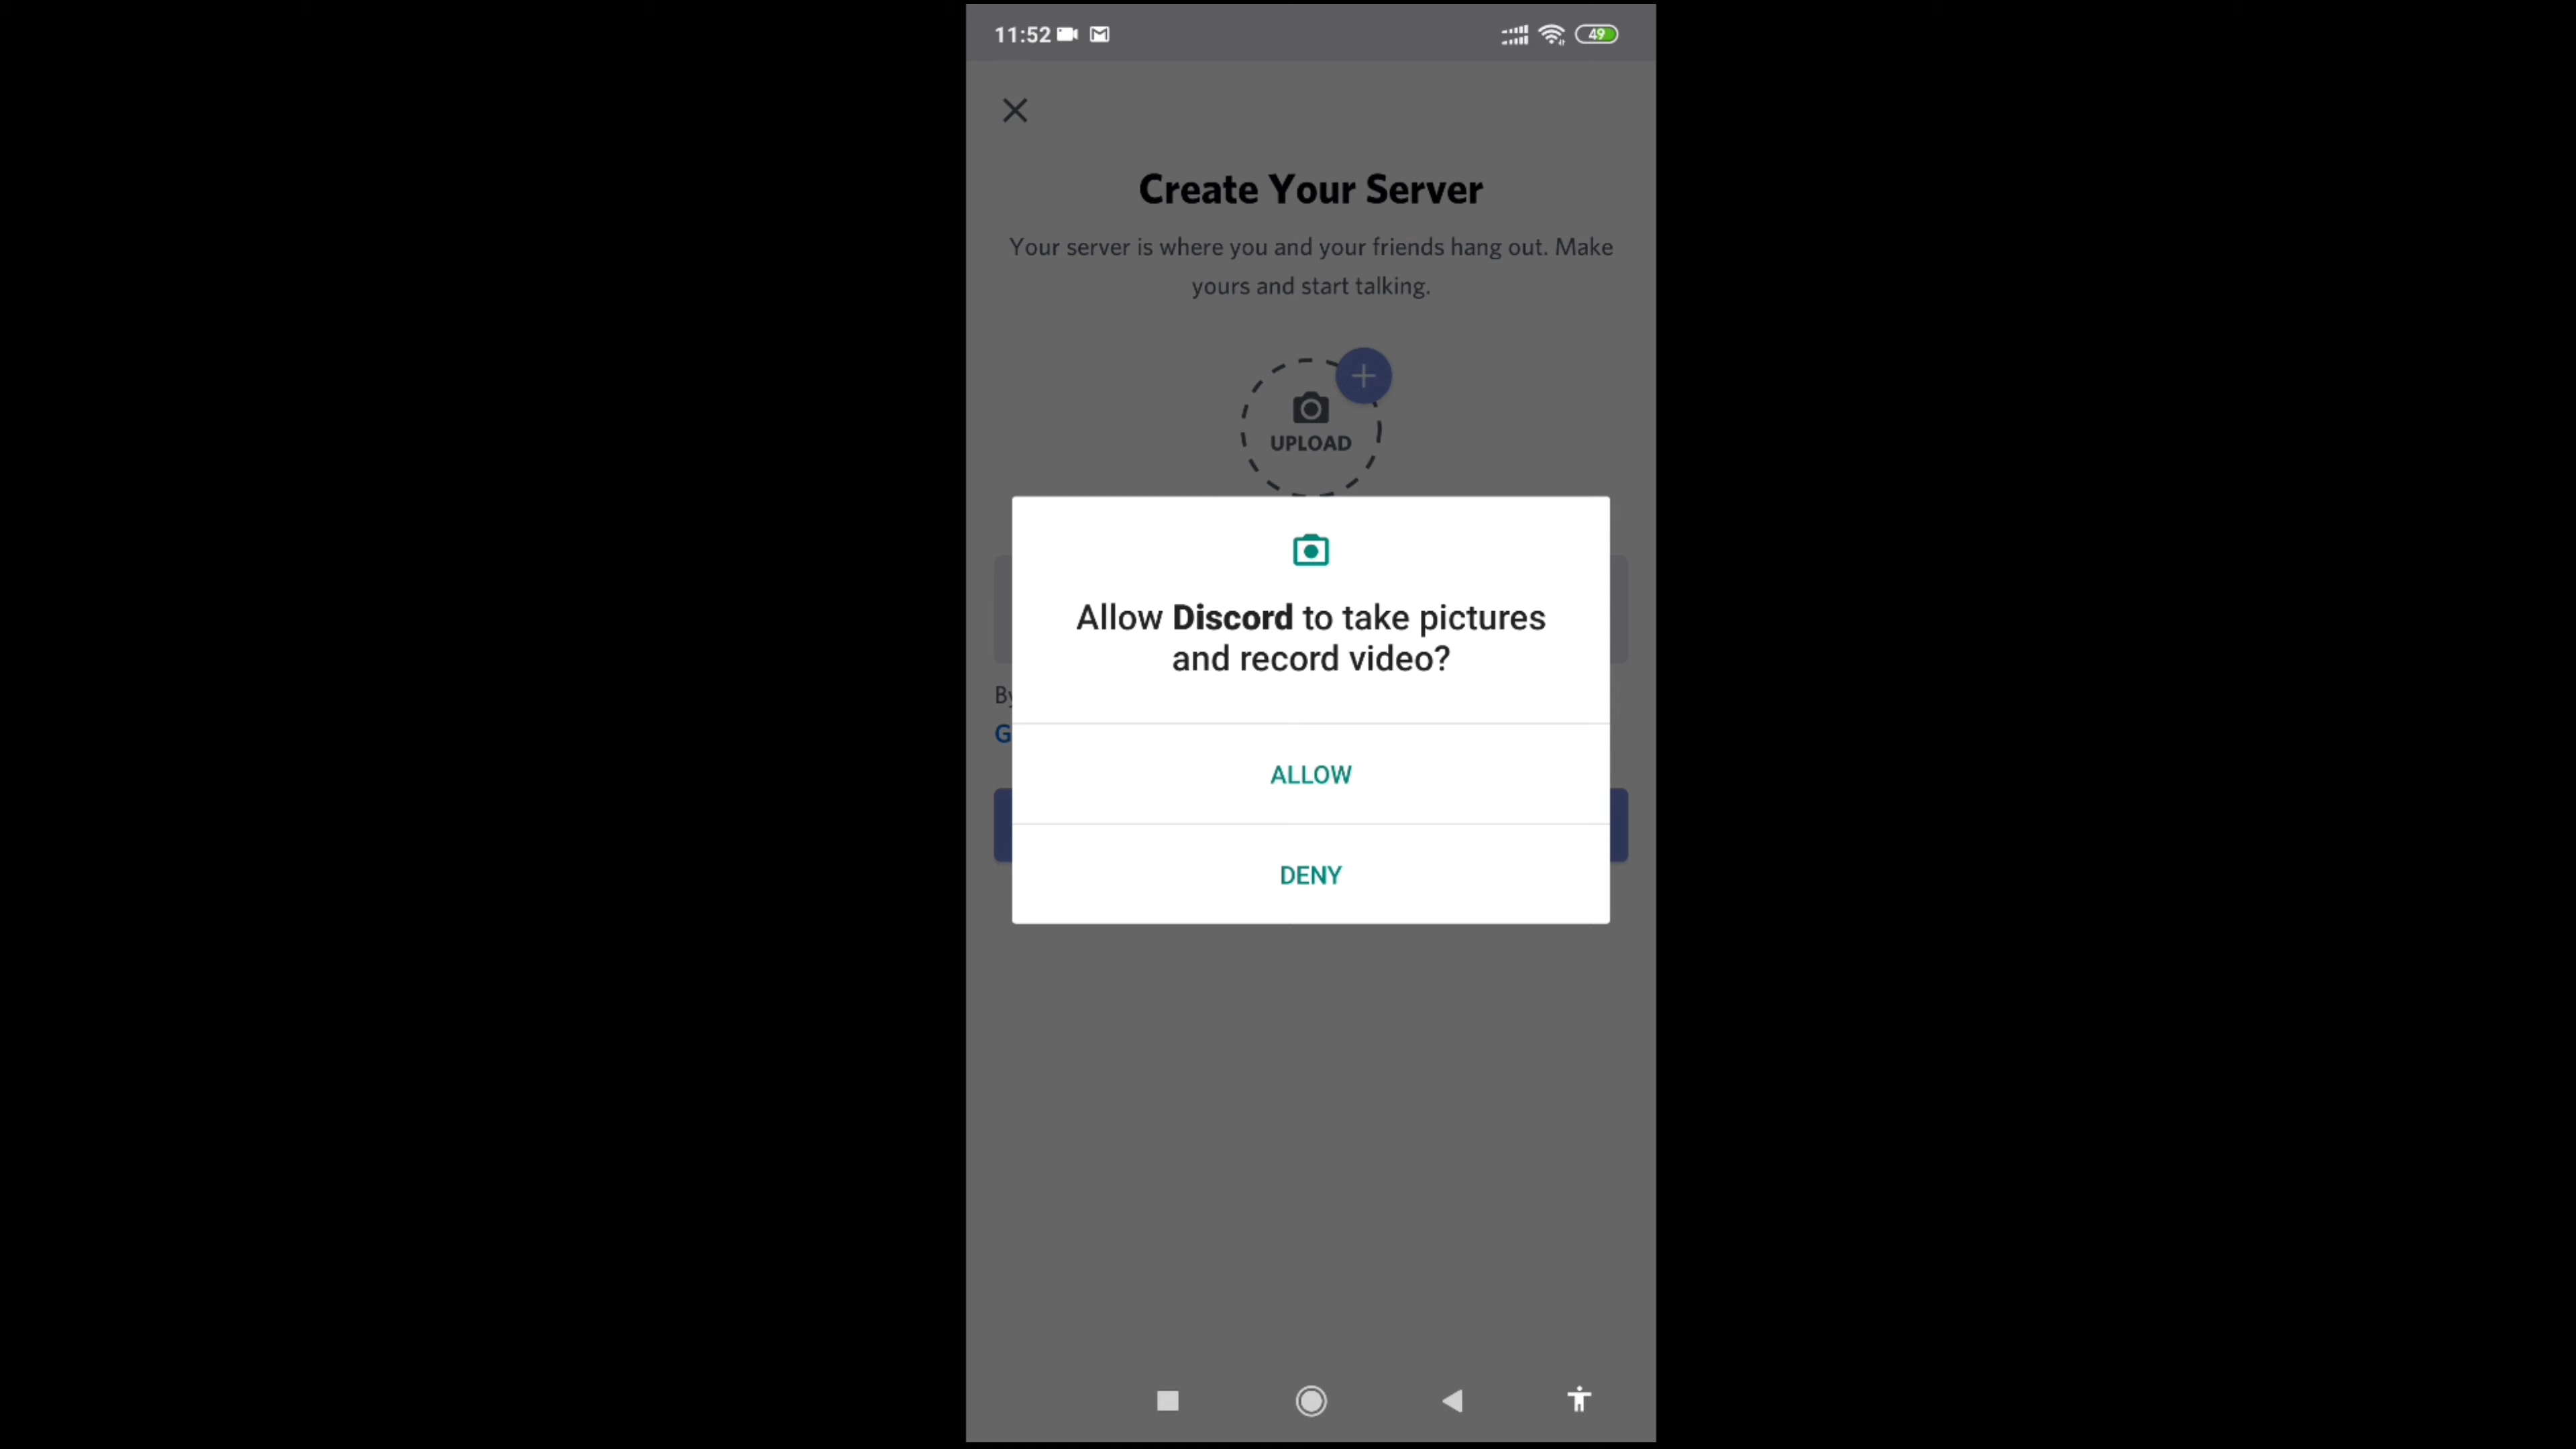 11:52
49
Create Your Server
Your server is where you and your friends hang out. Make
yours and start talking.
UPLOAD
Allow Discord to take pictures
and record video?
By
G
ALLOW
DENY